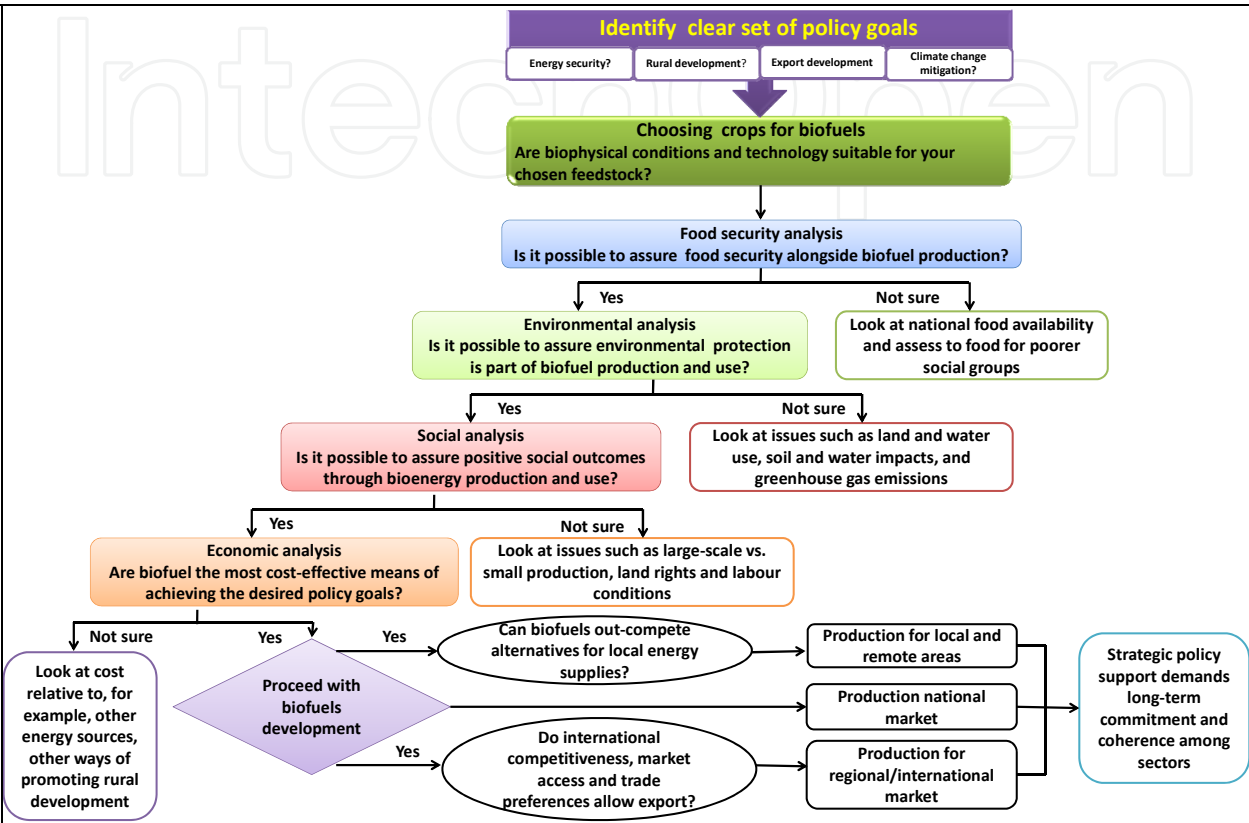 IntechOpen
Identify clear set of policy goals
Energy security?
Rural development?
Export development
Climate change
mitigation?
Choosing crops for biofuels
Are biophysical conditions and technology suitable for your
chosen feedstock?
Food security analysis
Is it possible to assure food security alongside biofuel production?
Yes
Not sure
Environmental analysis
Is it possible to assure environmental protection
is part of biofuel production and use?
Look at national food availability
and assess to food for poorer
social groups
Yes
Not sure
Social analysis
Is it possible to assure positive social outcomes
through bioenergy production and use?
Look at issues such as land and water
use, soil and water impacts, and
greenhouse gas emissions
Yes
Not sure
Economic analysis
Are biofuel the most cost-effective means of
achieving the desired policy goals?
Look at issues such as large-scale vs.
small production, land rights and labour
conditions
Not sure
Yes
Look at cost
relative to, for
example, other
energy sources,
other ways of
promoting rural
development
Proceed with
biofuels
development
Yes
Can biofuels out-compete
alternatives for local energy
supplies?
Production for local and
remote areas
Production national
market
Yes
Do international
competitiveness, market
access and trade
preferences allow export?
Production for
regional/international
market
Strategic policy
support demands
long-term
commitment and
coherence among
sectors